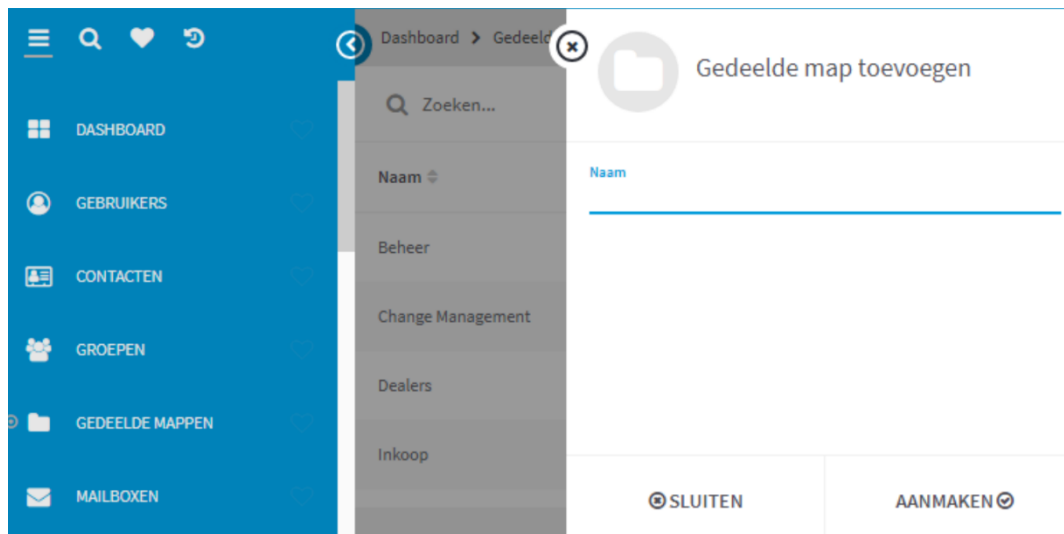 Dashboard > Gedeeld
Gedeelde map toevoegen
Zoeken...
DASHBOARD
Naam
Naam
GEBRUIKERS
Beheer
CONTACTEN
Change Management
GROEPEN
Dealers
GEDEELDE MAPPEN
Inkoop
MAILBOXEN
SLUITEN
AANMAKEN